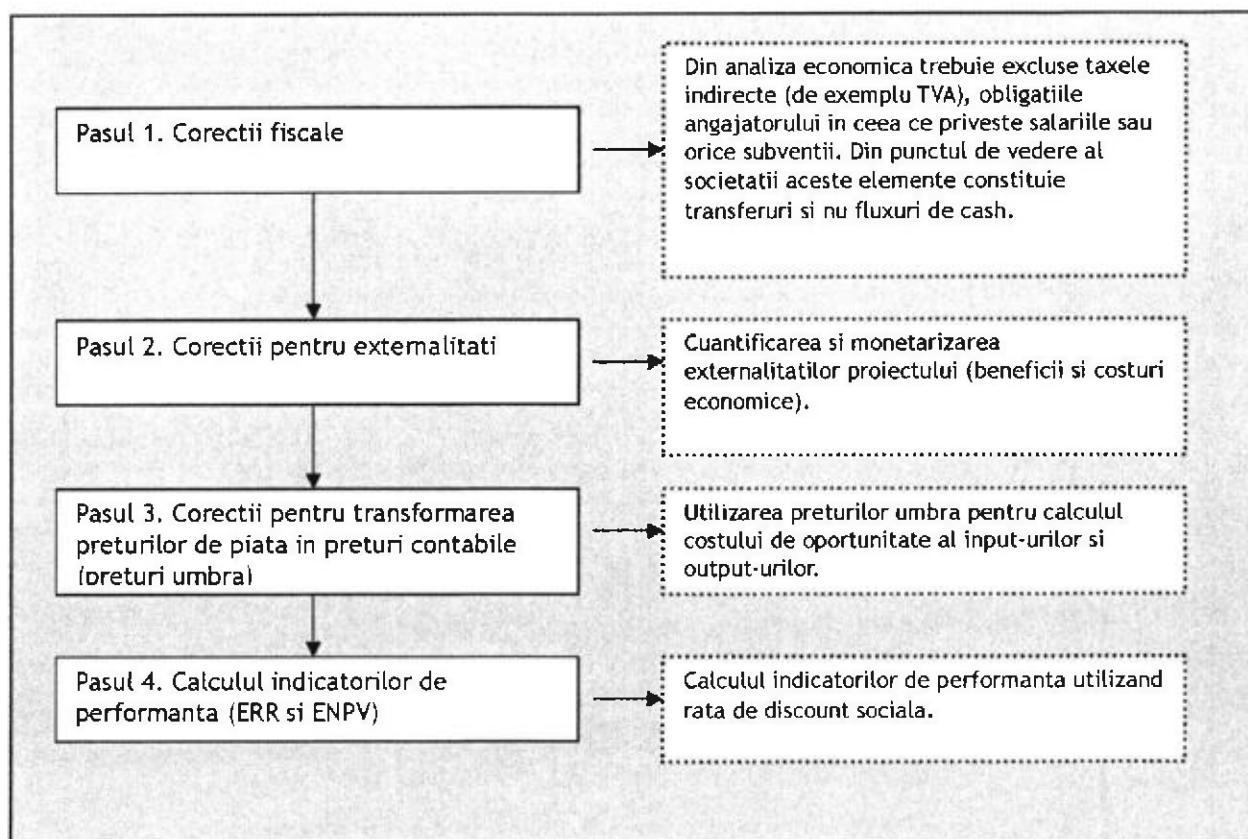 Pasul 1. Corectii fiscale
Din analiza economica trebuie excluse taxele
indirecte (de exemplu TVA), obligatiile
angajatorului in ceea ce priveste salariile sau
orice subventii. Din punctul de vedere al
societatii aceste elemente constituie
transferuri si nu fluxuri de cash.
Pasul 2. Corectii pentru externalitati
Cuantificarea si monetarizarea
externalitatilor proiectului (beneficii si costuri
economice).
Pasul 3. Corectii pentru transformarea
preturilor de piata in preturi contabile
(preturi umbra)
Utilizarea preturilor umbra pentru calculul
costului de oportunitate al input-urilor si
output-urilor.
Pasul 4. Calculul indicatorilor de
performanta (ERR si ENPV)
Calculul indicatorilor de performanta utilizand
rata de discount sociala.